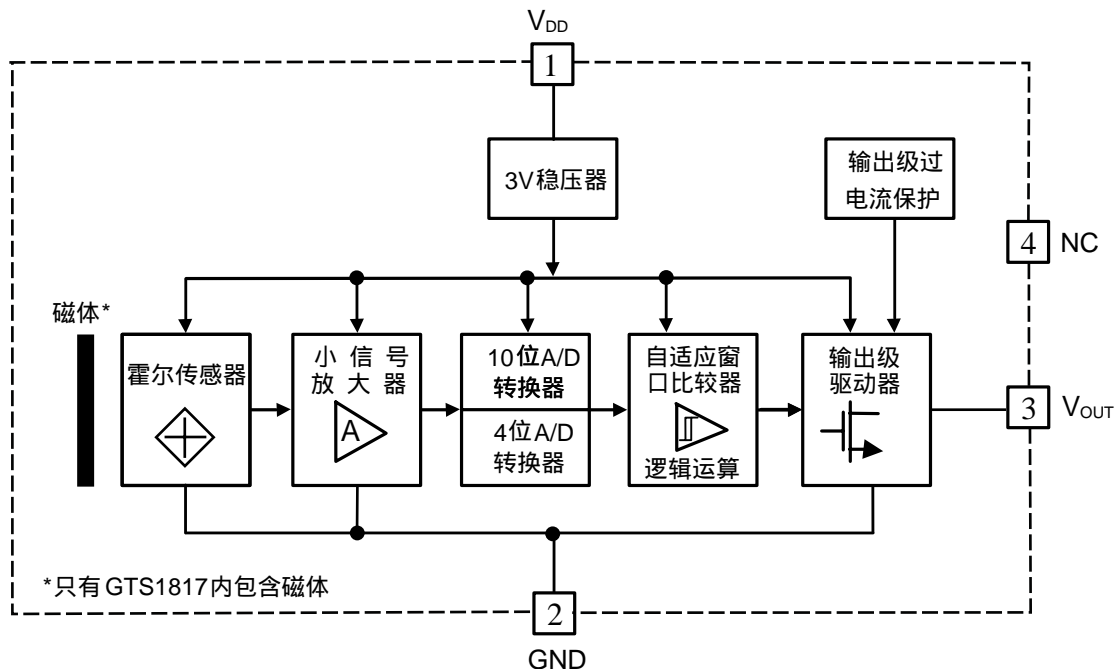 V_DD
1
3V稳压器
输出级过
电流保护
4 NC
磁体*
霍尔传感器
小信号
放大器
A
10位A/D
转换器
4位A/D
转换器
自适应窗
口比较器
逻辑运算
输出级
驱动器
3 V_OUT
*只有GTS1817内包含磁体
2
GND